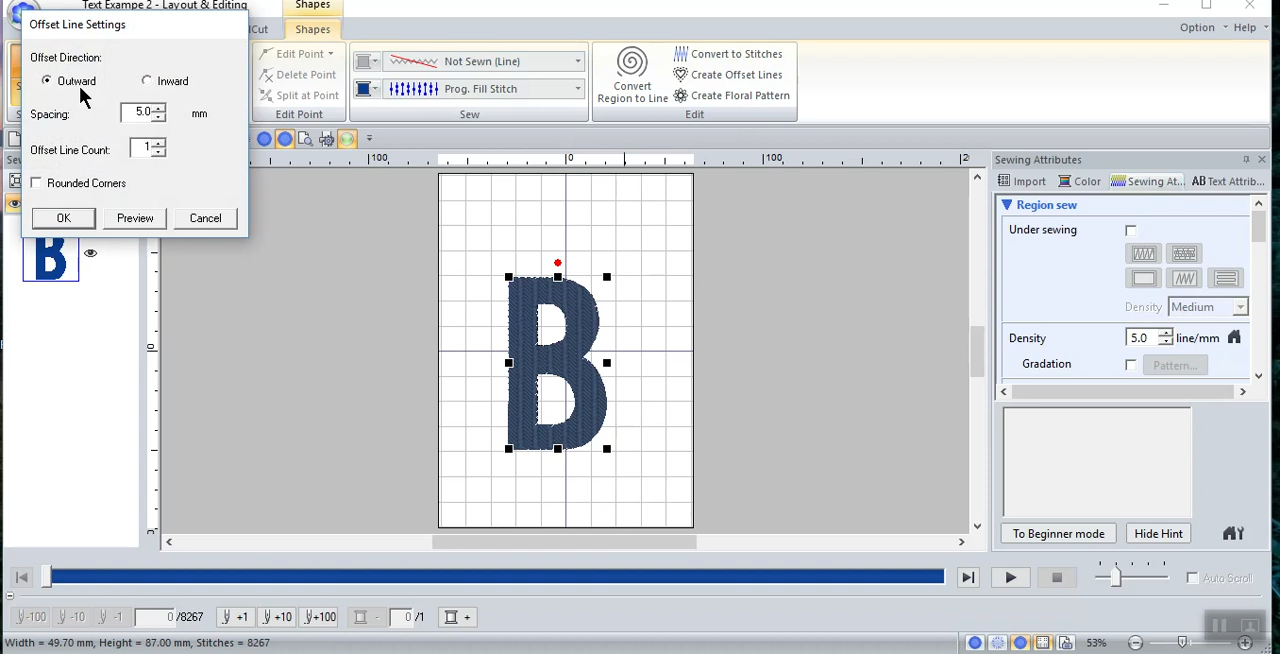 Text Exampe 2 - Layout & Editing
Shapes
Offset Line Settings
Cut
Shapes
Option
Help
Offset Direction:
Outward
Inward
Spacing:
5.0
mm
Offset Line Count:
1
Rounded Corners
OK
Preview
Cancel
Edit Point
Delete Point
Split at Point
Edit Point
Not Sewn (Line)
Prog. Fill Stitch
Sew
Convert
Region to Line
Convert to Stitches
Create Offset Lines
Create Floral Pattern
Edit
100
0
100
2
0
B
B
Sewing Attributes
Import
Color
Sewing At...
AB Text Attrib...
Region sew
Under sewing
Density
Medium
Density
5.0
line/mm
Gradation
Pattern...
To Beginner mode
Hide Hint
Auto Scroll
-100
-10
-1
0
/8267
+1
+10
+100
-
0
/1
+
Width = 49.70 mm, Height = 87.00 mm, Stitches = 8267
53%